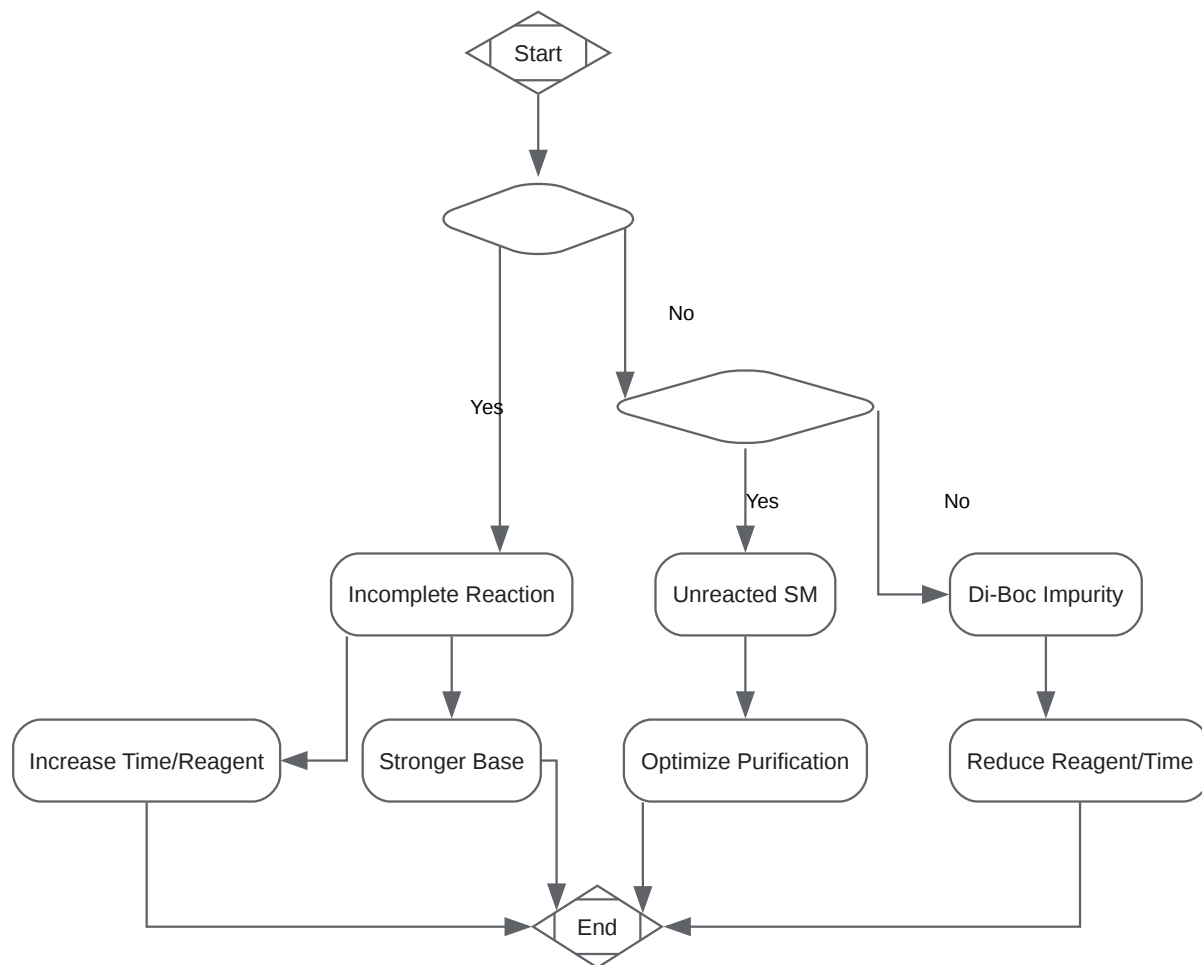 Start
No
Yes
Yes
No
Incomplete Reaction
Unreacted SM
Di-Boc Impurity
Increase Time/Reagent
Stronger Base
Optimize Purification
Reduce Reagent/Time
End